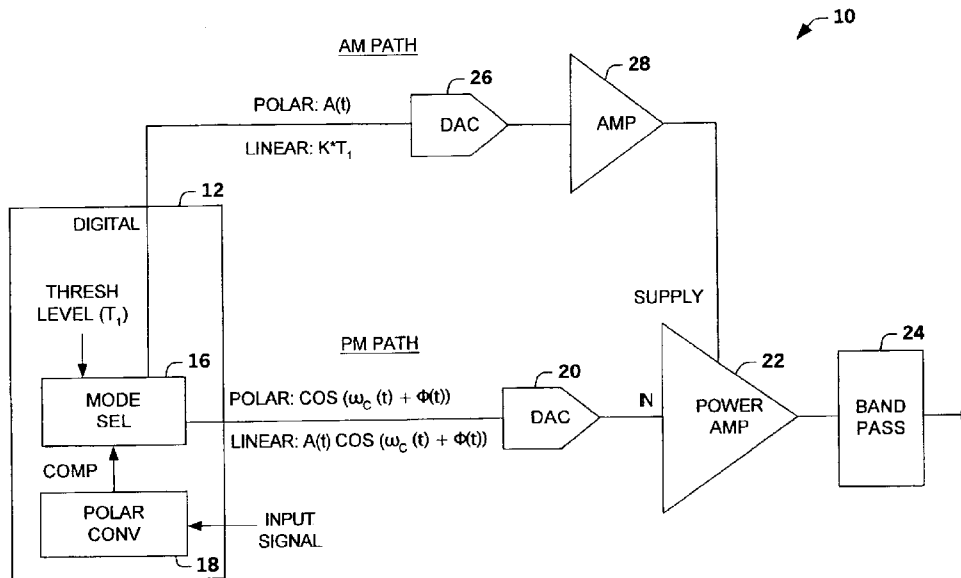 10
AM PATH
28
26
POLAR: A(t)
DAC
AMP
LINEAR: K*T₁
12
DIGITAL
THRESH
LEVEL (T₁)
SUPPLY
PM PATH
16
20
22
24
MODE
SEL
POLAR: COS (ω_C (t) + Φ(t))
LINEAR: A(t) COS (ω_C (t) + Φ(t))
DAC
IN
POWER
AMP
BAND
PASS
COMP
POLAR
CONV
INPUT
SIGNAL
18